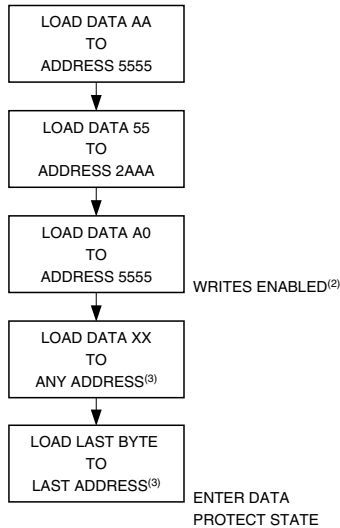 LOAD DATA AA
TO
ADDRESS 5555
LOAD DATA 55
TO
ADDRESS 2AAA
LOAD DATA A0
TO
ADDRESS 5555
WRITES ENABLED(2)
LOAD DATA XX
TO
ANY ADDRESS(3)
LOAD LAST BYTE
TO
LAST ADDRESS(3)
ENTER DATA
PROTECT STATE